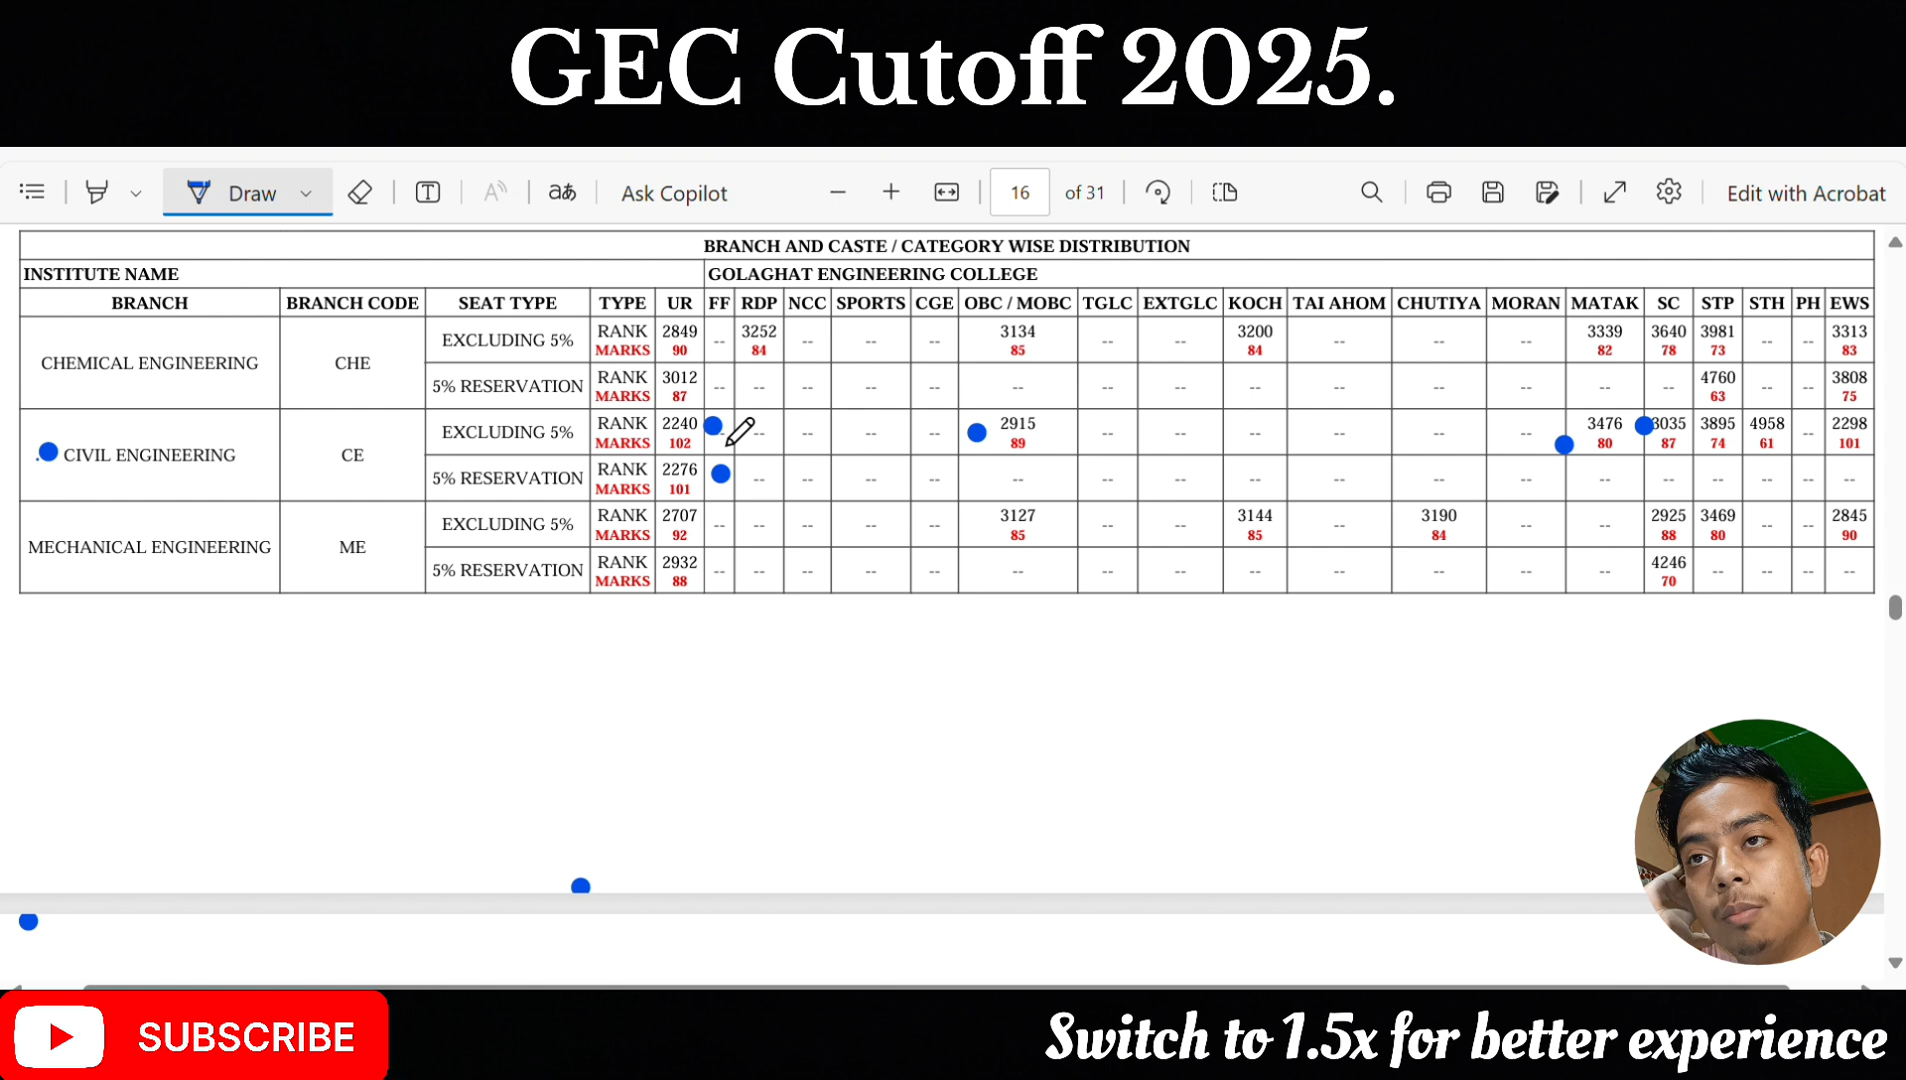 GEC Cutoff 2025.
Draw aあ Ask Copilot 16 of 31 Edit with Acrobat
BRANCH AND CASTE / CATEGORY WISE DISTRIBUTION
INSTITUTE NAME GOLAGHAT ENGINEERING COLLEGE
BRANCH BRANCH CODE SEAT TYPE TYPE UR FF RDP NCC SPORTS CGE OBC / MOBC TGLC EXTGLC KOCH TAI AHOM CHUTIYA MORAN MATAK SC STP STH PH EWS
CHEMICAL ENGINEERING CHE EXCLUDING 5% RANK 2849 -- 3252 -- -- -- 3134 -- -- 3200 -- -- -- 3339 3640 3981 -- -- 3313
MARKS 90 84 85 84 82 78 73 83
5% RESERVATION RANK 3012 -- -- -- -- -- -- -- -- -- -- -- -- -- -- 4760 -- -- 3808
MARKS 87 63 75
CIVIL ENGINEERING CE EXCLUDING 5% RANK 2240 -- -- -- -- 2915 -- -- -- -- -- -- 3476 3035 3895 4958 -- 2298
MARKS 102 89 80 87 74 61 101
5% RESERVATION RANK 2276 -- -- -- -- -- -- -- -- -- -- -- -- -- -- -- -- --
MARKS 101
MECHANICAL ENGINEERING ME EXCLUDING 5% RANK 2707 -- -- -- -- -- 3127 -- -- 3144 -- 3190 -- -- 2925 3469 -- -- 2845
MARKS 92 85 85 84 88 80 90
5% RESERVATION RANK 2932 -- -- -- -- -- -- -- -- -- -- -- -- -- 4246 -- -- -- --
MARKS 88 70
SUBSCRIBE
Switch to 1.5x for better experience